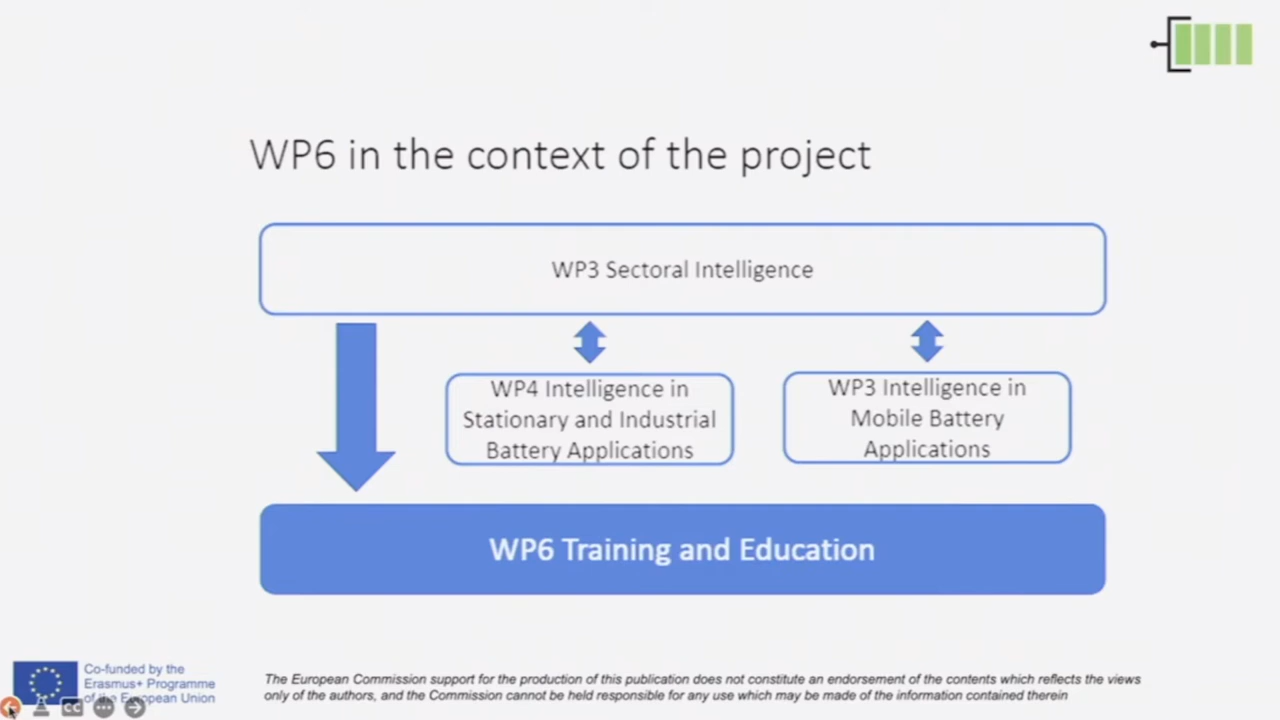 WP6 in the context of the project
WP3 Sectoral Intelligence
WP4 Intelligence in
Stationary and Industrial
Battery Applications
WP3 Intelligence in
Mobile Battery
Applications
WP6 Training and Education
Co-funded by the
Erasmus+ Programme
of the European Union
CC
The European Commission support for the production of this publication does not constitute an endorsement of the contents which reflects the views
only of the authors, and the Commission cannot be held responsible for any use which may be made of the information contained therein